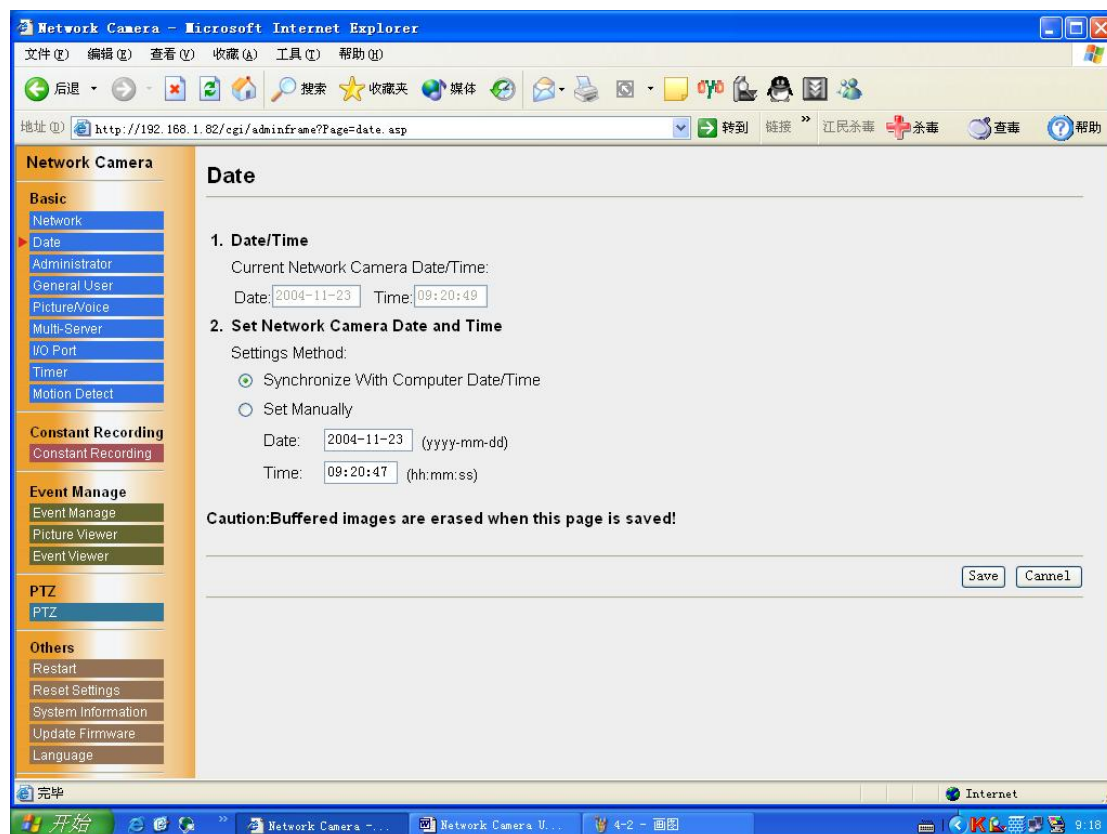 Network Camera - Microsoft Internet Explorer
文件(F) 编辑(E) 查看(V) 收藏(A) 工具(T) 帮助(H)
后退 搜索 收藏夹 媒体
地址(D) http://192.168.1.82/cgi/adminframe?Page=date.asp 转到 链接 » 江民杀毒 杀毒 查毒 帮助
Network Camera
Basic
Network
Date
Administrator
General User
Picture/Voice
Multi-Server
I/O Port
Timer
Motion Detect
Constant Recording
Constant Recording
Event Manage
Event Manage
Picture Viewer
Event Viewer
PTZ
PTZ
Others
Restart
Reset Settings
System Information
Update Firmware
Language
Date
1. Date/Time
Current Network Camera Date/Time:
Date: 2004-11-23 Time: 09:20:49
2. Set Network Camera Date and Time
Settings Method:
Synchronize With Computer Date/Time
Set Manually
Date: 2004-11-23 (yyyy-mm-dd)
Time: 09:20:47 (hh:mm:ss)
Caution:Buffered images are erased when this page is saved!
Save Cannel
完毕 Internet
开始 » Network Camera -... Network Camera U... 4-2 - 画图 9:18